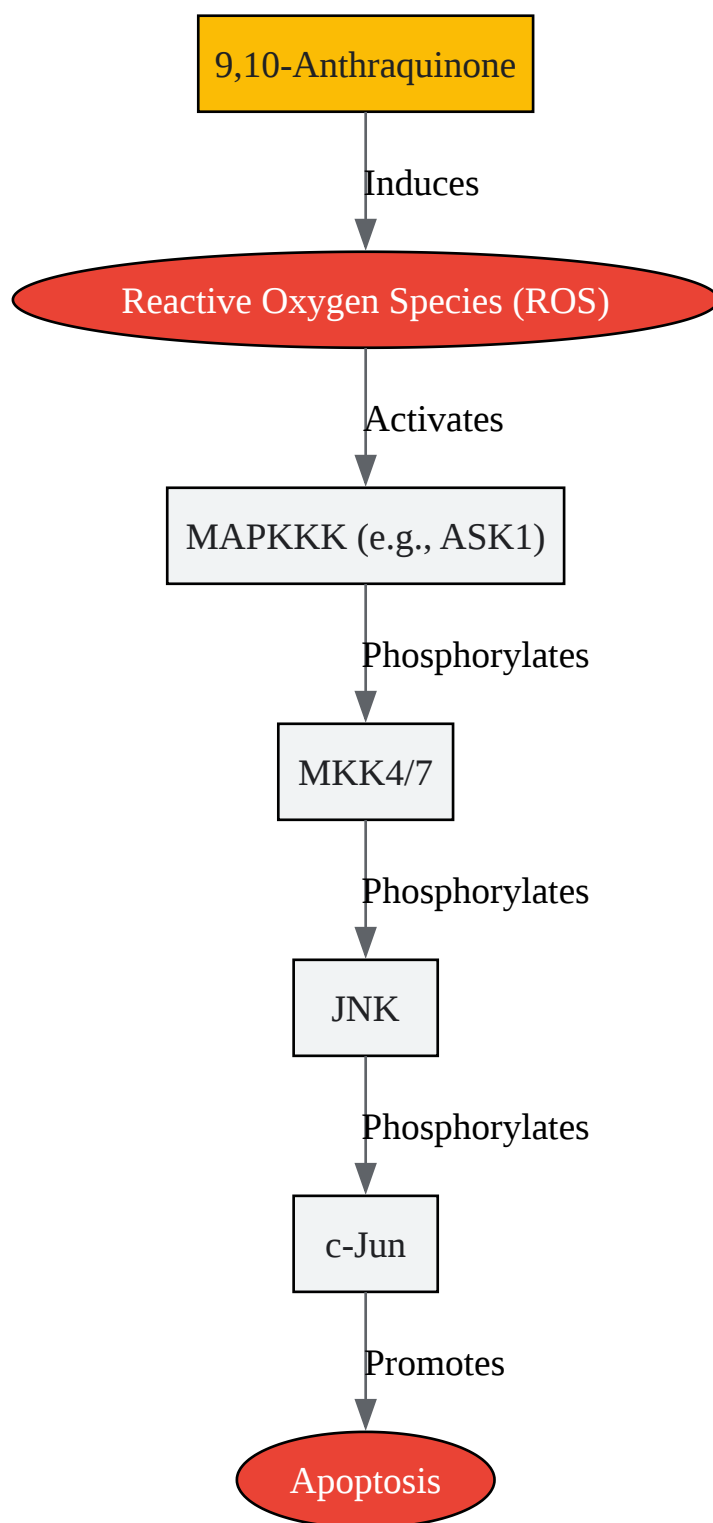 9,10-Anthraquinone
Induces
Reactive Oxygen Species (ROS)
Activates
MAPKKK (e.g., ASK1)
Phosphorylates
MKK4/7
Phosphorylates
JNK
Phosphorylates
c-Jun
Promotes
Apoptosis